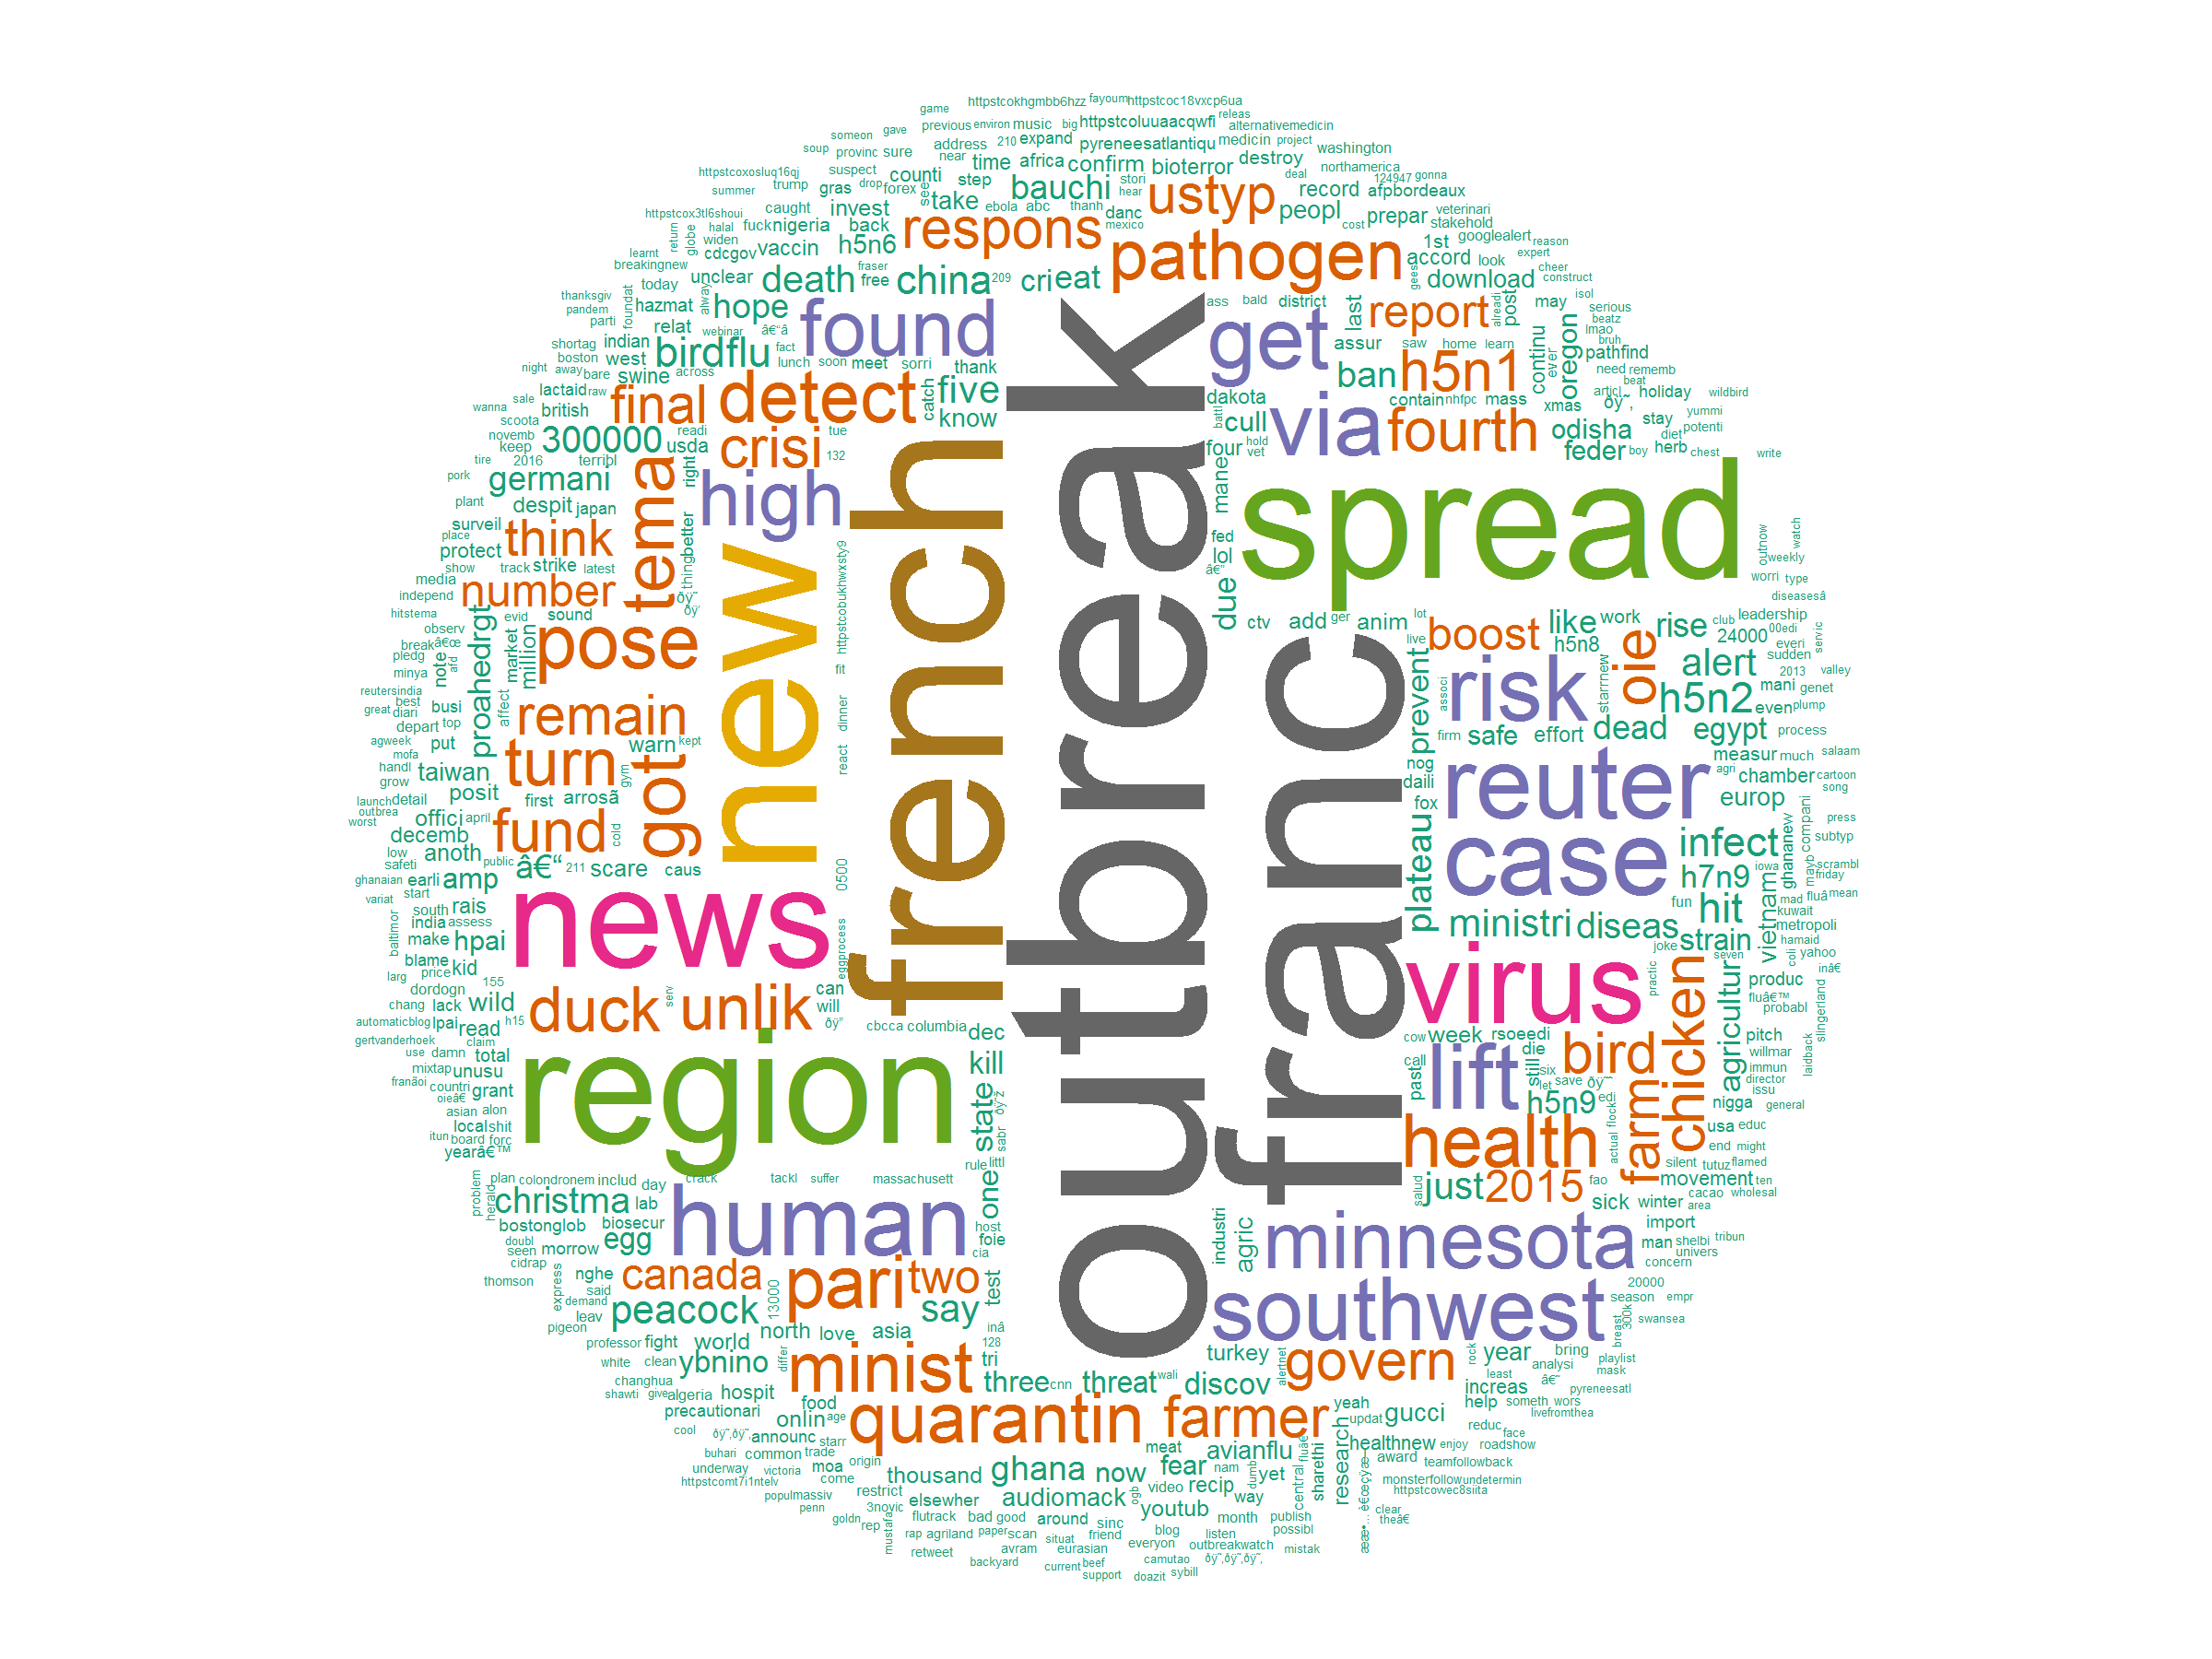 outbreak
franc
french
spread
region
new
news
virus
human
found
high
get
via
risk
reuter
case
lift
minnesota
southwest
pathogen
ustyp
respons
detect
final
crisi
tema
think
number
pose
remain
turn
got
fund
duck
unlik
canada
pari
two
minist
quarantin
farmer
govern
2015
health
farm
chicken
bird
oie
boost
fourth
h5n1
report
bauchi
china
death
hope
birdflu
300000
germani
five
know
h5n6
vaccin
nigeria
invest
counti
take
time
africa
confirm
bioterror
destroy
record
peopl
prepar
accord
download
cri
eat
ban
last
post
oregon
odisha
feder
cull
four
dakota
mane
due
lol
add
anim
like
h5n8
rise
alert
h5n2
egypt
dead
effort
safe
prevent
plateau
europ
chamber
measur
infect
h7n9
hit
ministri
diseas
strain
vietnam
agricultur
produc
week
rsoeedi
h5n9
still
just
sick
winter
movement
import
proahedrgt
million
market
taiwan
posit
offici
decemb
anoth
amp
rais
hpai
wild
read
kid
warn
scare
caus
christma
egg
biosecur
bostonglob
lab
peacock
ybnino
world
north
love
asia
say
one
state
kill
dec
test
tri
three
threat
discov
turkey
agric
industri
year
increas
gucci
help
healthnew
research
sharethi
avianflu
fear
recip
yet
ghana
now
thousand
audiomack
youtub
elsewher
onlin
announc
hospit
algeria
food
precautionari
fight
professor
httpstcokhgmbb6hzz
fayoum
httpstcoc18vxcp6ua
httpstcoluuaacqwfi
alternativemedicin
pyreneesatlantiqu
medicin
project
washington
northamerica
124947
gonna
afpbordeaux
veterinari
stakehold
googlealert
reason
expert
cheer
construct
1st
look
may
isol
serious
beatz
lmao
bruh
pathfind
need
rememb
beat
articl
holiday
wildbird
xmas
stay
yummi
potenti
diet
herb
boy
chest
write
game
releas
previous
environ
music
big
someon
gave
address
210
expand
soup
provinc
sure
near
suspect
step
stori
hear
deal
httpstcoxosluq16qj
summer
trump
gras
drop
forex
see
ebola
abc
thanh
danc
mexico
cost
httpstcox3tl6shoui
caught
halal
fuck
back
widen
cdcgov
learnt
return
globe
breakingnew
unclear
free
fraser
209
today
hazmat
alway
thanksgiv
pandem
parti
foundat
relat
webinar
â€“â
indian
shortag
boston
west
fact
lunch
soon
meet
sorri
thank
night
away
bare
swine
across
lactaid
raw
british
catch
wanna
sale
scoota
novemb
keep
usda
readi
tue
132
tire
2016
terribl
right
pork
plant
despit
japan
surveil
place
protect
show
track
strike
latest
thing
better
media
independ
hitstema
evid
sound
observ
break
pledg
minya
note
afd
reutersindia
great
best
diari
busi
affect
depart
top
agweek
put
mofa
handl
grow
launch
detail
first
arrosã
april
outbrea
worst
low
safeti
public
cold
211
ghanaian
earli
start
variat
south
india
assess
make
baltimor
blame
larg
price
dordogn
155
chang
lack
automaticblog
lpai
h15
gertvanderhoek
claim
use
damn
total
mixtap
unusu
franãoi
countri
grant
oieâ€
asian
alon
local
shit
itun
board
forc
yearâ€™
problem
herald
plan
colondronem
includ
day
crack
tackl
suffer
massachusett
rule
littl
sabr
host
foie
cia
doubl
seen
morrow
cidrap
thomson
nghe
express
said
demand
leav
pigeon
13000
128
inâ
white
clean
changhua
shawti
give
differ
cool
age
starr
buhari
common
trade
underway
victoria
moa
come
origin
httpstcomt7i1ntelv
popul
massiv
penn
restrict
3novic
goldn
rep
mustafa
flutrack
bad
good
around
sinc
rap
agriland
paper
scan
situat
friend
retweet
avram
eurasian
everyon
backyard
current
beef
support
camutao
doazit
sybill
blog
listen
outbreakwatch
month
publish
possibl
mistak
video
way
meat
nam
dumb
central
ogb
cnn
wali
alertnet
yeah
updat
enjoy
award
teamfollowback
monsterfollow
undetermin
httpstcowec8siita
clear
theâ€
roadshow
face
reduc
livefromthea
someth
wors
pyreneesatl
least
analysi
mask
playlist
bring
rock
breast
300k
swansea
season
empr
20000
concern
univers
man
shelbi
tribun
area
cacao
wholesal
ten
fao
salud
silent
tutuz
flamed
end
might
usa
educ
nigga
general
issu
director
immun
willmar
laidback
pitch
slingerland
probabl
fluâ€™
inâ€
yahoo
coli
seven
hamaid
metropoli
kuwait
joke
fun
mad
fluâ
mean
friday
scrambl
iowa
mayb
ghananew
subtyp
press
compani
song
cartoon
agri
salaam
much
process
even
plump
mani
genet
2013
valley
starrnew
sudden
everi
24000
00edi
servic
club
leadership
diseasesâ
work
worri
type
weekly
watch
outnow
live
lot
ger
ctv
fed
associ
firm
nog
daili
fox
practic
cow
call
past
die
six
let
save
edi
actual
flock
columbia
cbcca
serv
can
will
eggprocess
0500
react
dinner
fit
httpstcobukhwxsty9
kept
gym
ass
bald
district
assur
saw
home
learn
alreadi
gees
continu
ever
contain
nhfpc
mass
battl
hold
vet